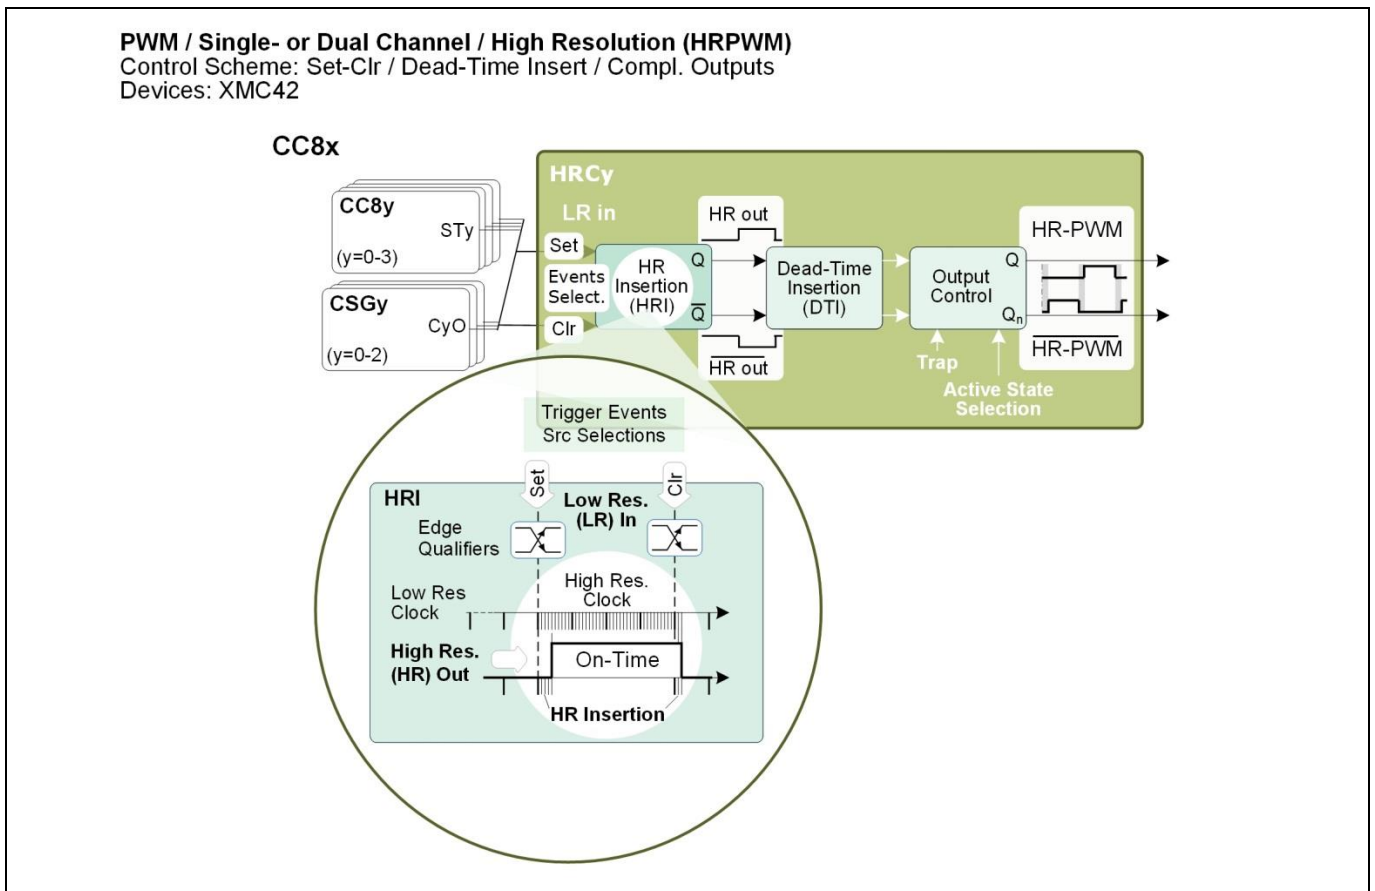 PWM / Single- or Dual Channel / High Resolution (HRPWM)
Control Scheme: Set-Clr / Dead-Time Insert / Compl. Outputs
Devices: XMC42
CC8x
CC8y
STy
(y=0-3)
CSGy
CyO
(y=0-2)
HRCy
LR in
Set
Events
Select.
Clr
HR
Insertion
(HRI)
Q
Q
HR out
HR out
Dead-Time
Insertion
(DTI)
Output
Control
Q
Qn
Trap
Active State
Selection
HR-PWM
HR-PWM
Trigger Events
Src Selections
Set
Clr
HRI
Low Res.
(LR) In
Edge
Qualifiers
High Res.
Clock
Low Res
Clock
High Res.
(HR) Out
On-Time
HR Insertion